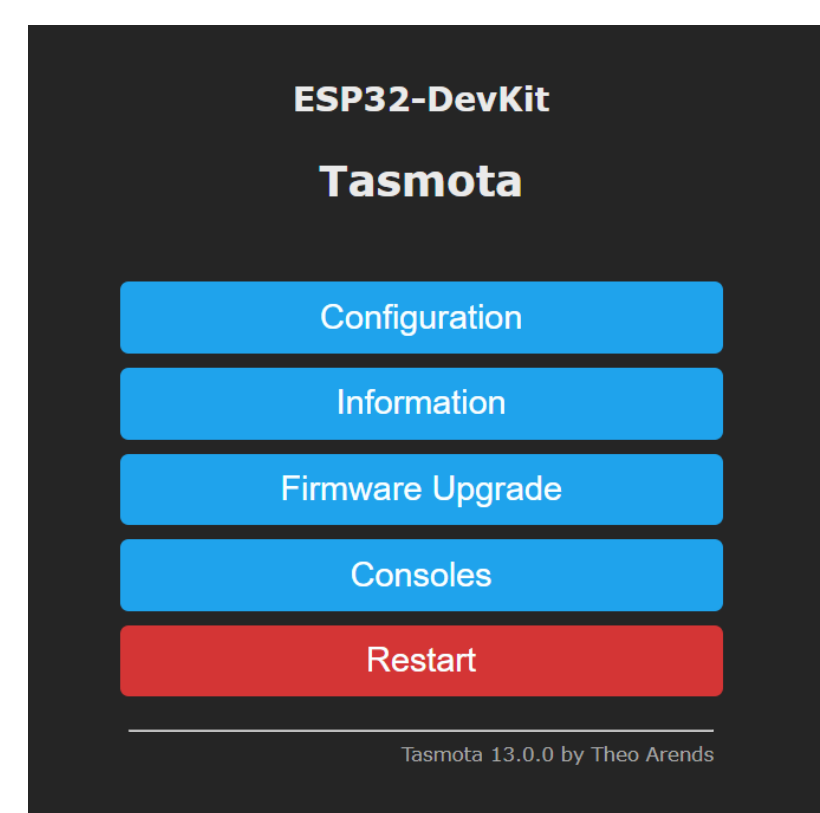 ESP32-DevKit
Tasmota
Configuration
Information
Firmware Upgrade
Consoles
Restart
Tasmota 13.0.0 by Theo Arends